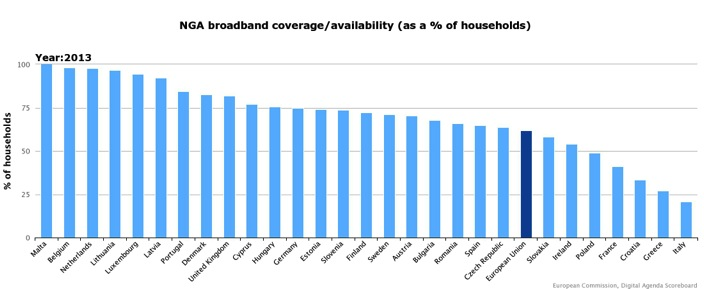 NGA broadband coverage/availability (as a % of households)
Year:2013
% of households
100
75
50
25
0
Malta
Belgium
Netherlands
Lithuania
Luxembourg
Latvia
Portugal
Denmark
United Kingdom
Cyprus
Hungary
Germany
Estonia
Slovenia
Finland
Sweden
Austria
Bulgaria
Romania
Spain
Czech Republic
European Union
Slovakia
Ireland
Poland
France
Croatia
Greece
Italy
European Commission, Digital Agenda Scoreboard